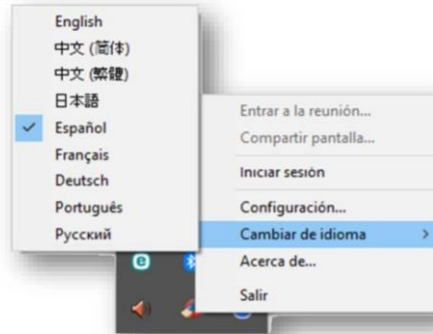 English
中文 (简体)
中文 (繁體)
日本語
Español
Français
Deutsch
Português
Русский
Entrar a la reunión...
Compartir pantalla...
Iniciar sesión
Configuración...
Cambiar de idioma
Acerca de...
Salir